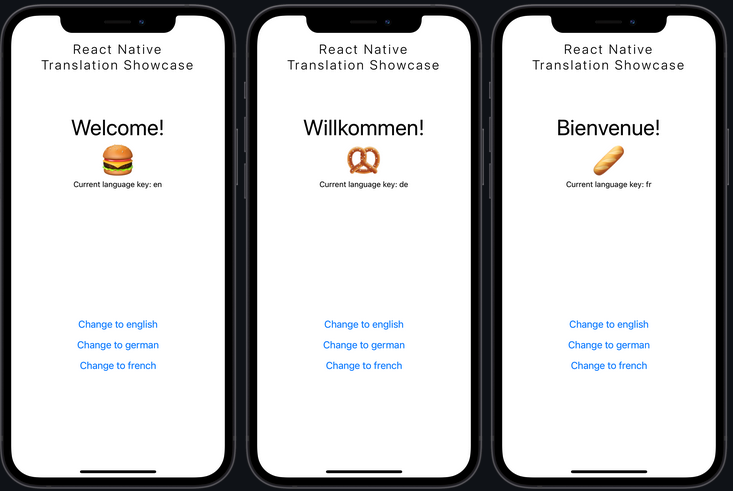 React Native
Translation Showcase
Welcome!
Current language key: en
Change to english
Change to german
Change to french
React Native
Translation Showcase
Willkommen!
Current language key: de
Change to english
Change to german
Change to french
React Native
Translation Showcase
Bienvenue!
Current language key: fr
Change to english
Change to german
Change to french